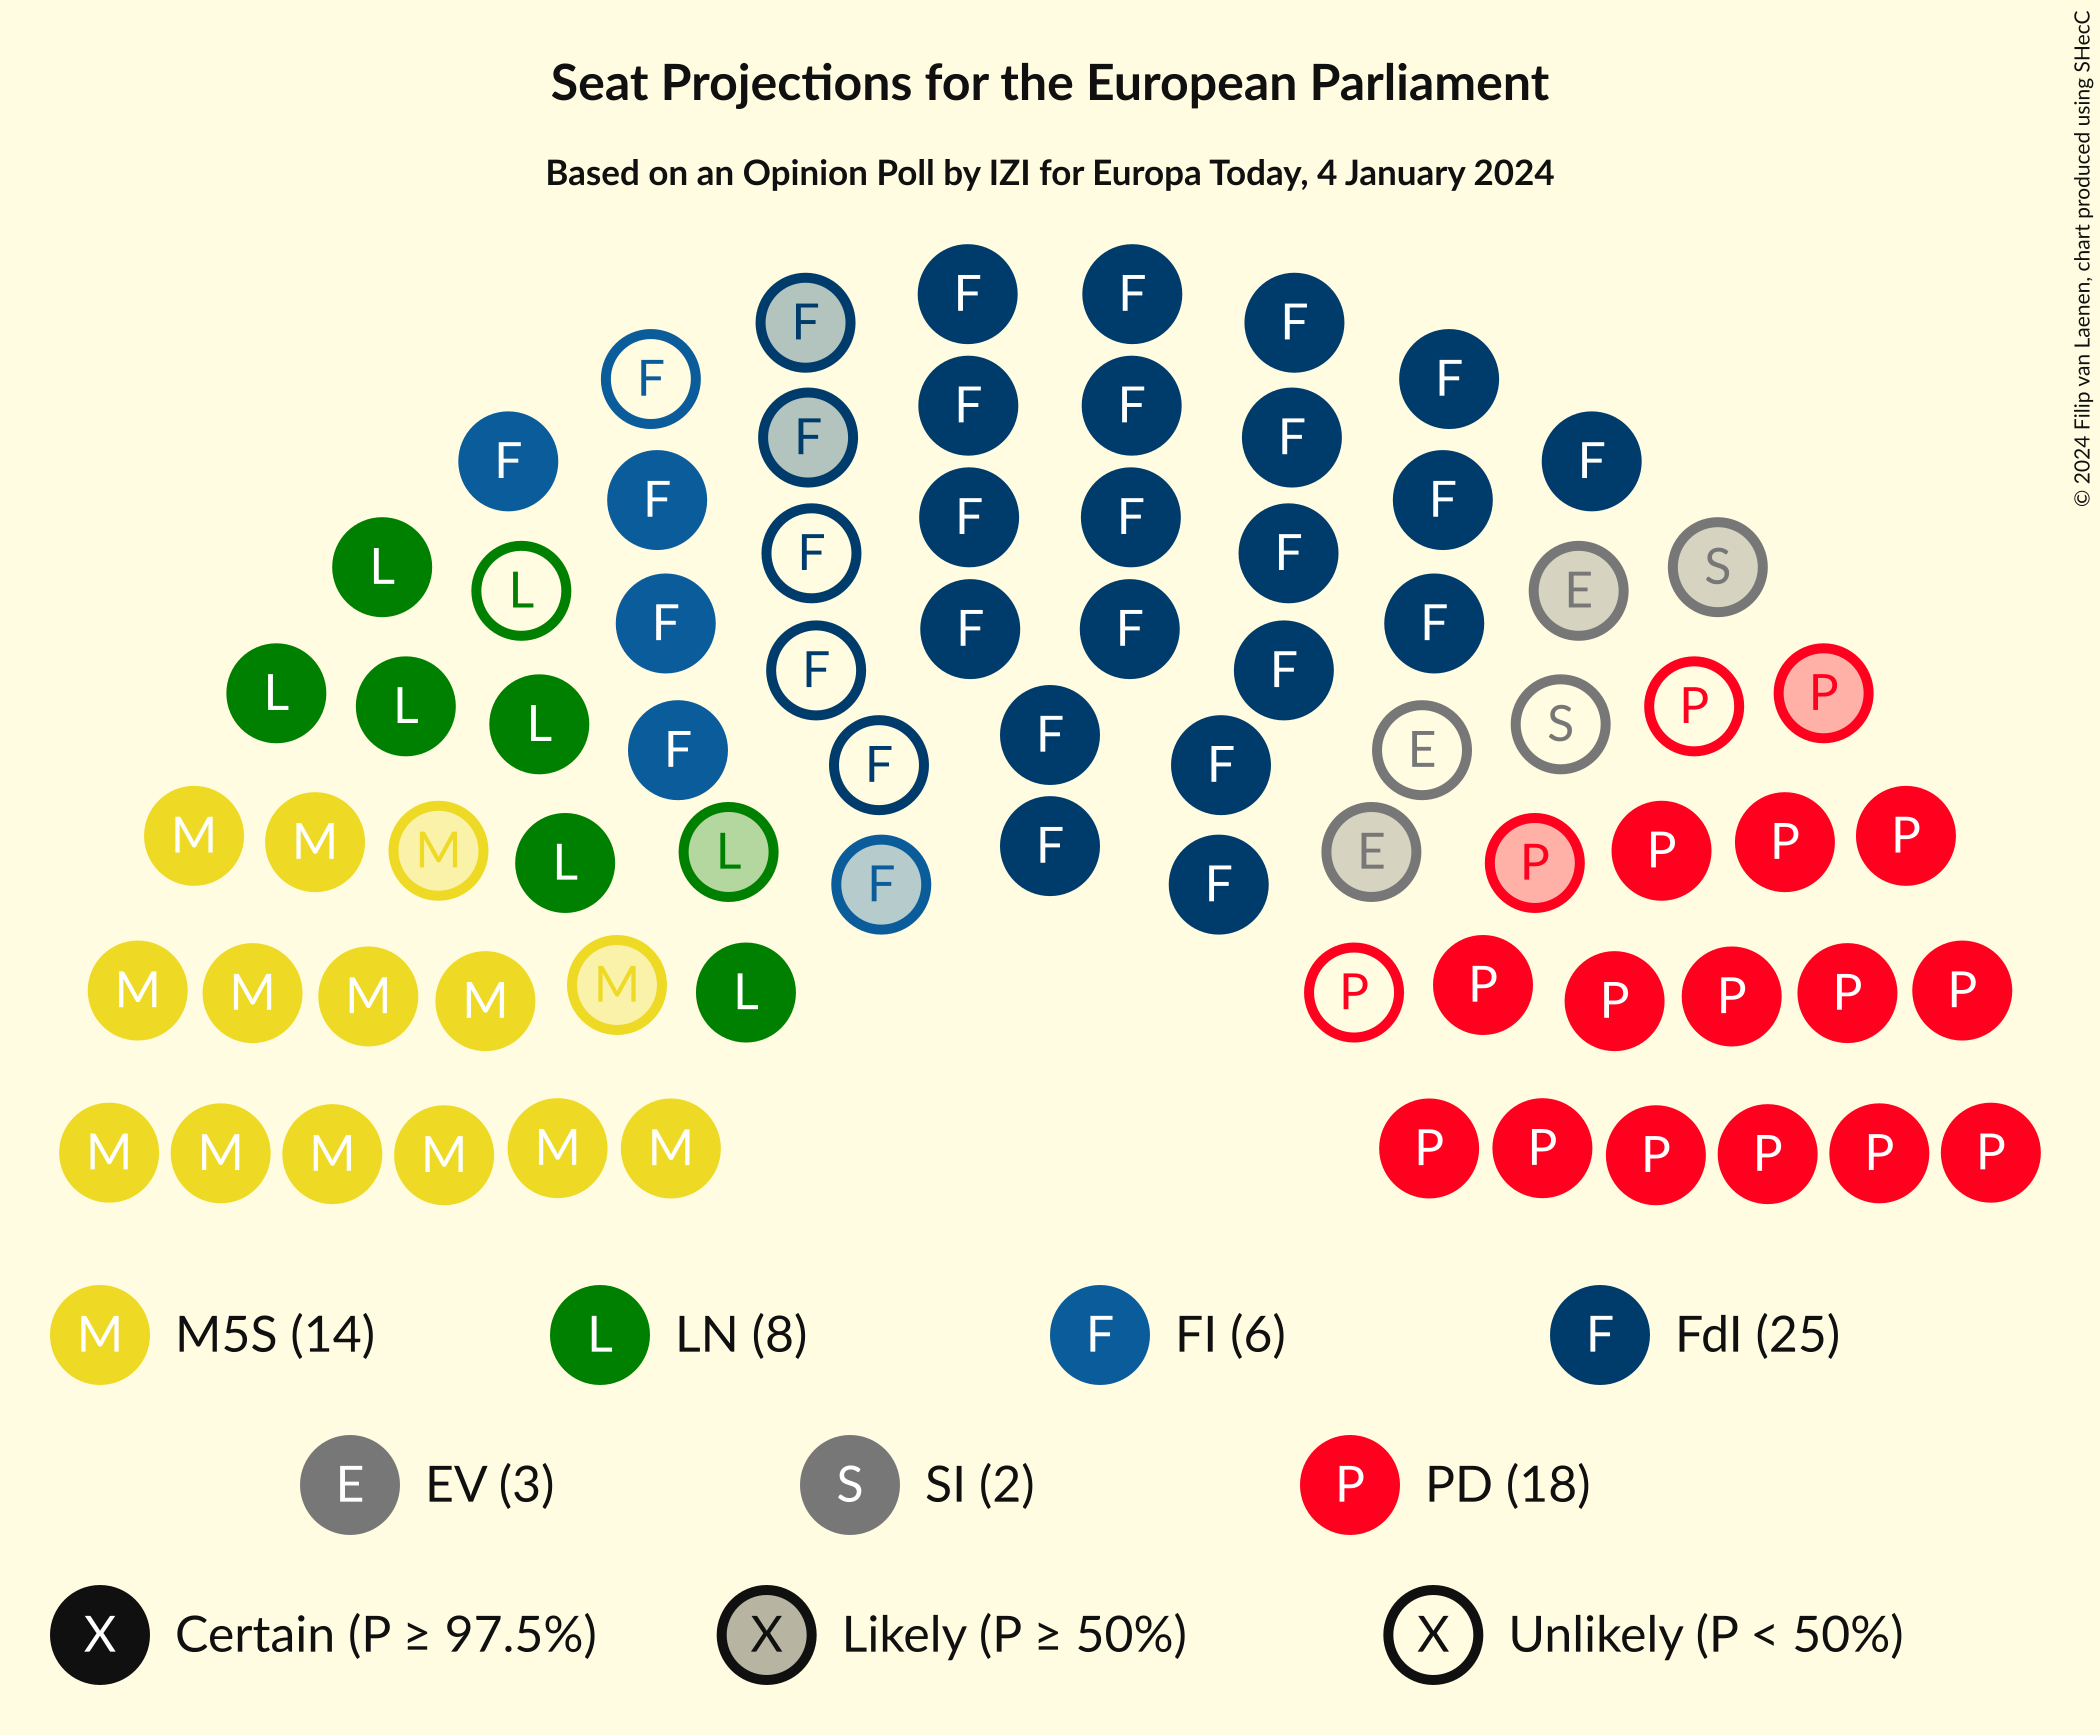 Seat Projections for the European Parliament
Based on an Opinion Poll by IZI for Europa Today, 4 January 2024
© 2024 Filip van Laenen, chart produced using SHecC
F F F F
F F
F F F F
F F
F F
L F F F F S
L E
F F F F
L F F P
L L S P
F F E
F F F
M M M L L F F F E P P P P
M M M M M L P P P P P P
M M M M M M P P P P P P
M M5S (14) L LN (8) F FI (6) F FdI (25)
E EV (3) S SI (2) P PD (18)
X Certain (P ≥ 97.5%) X Likely (P ≥ 50%) X Unlikely (P < 50%)